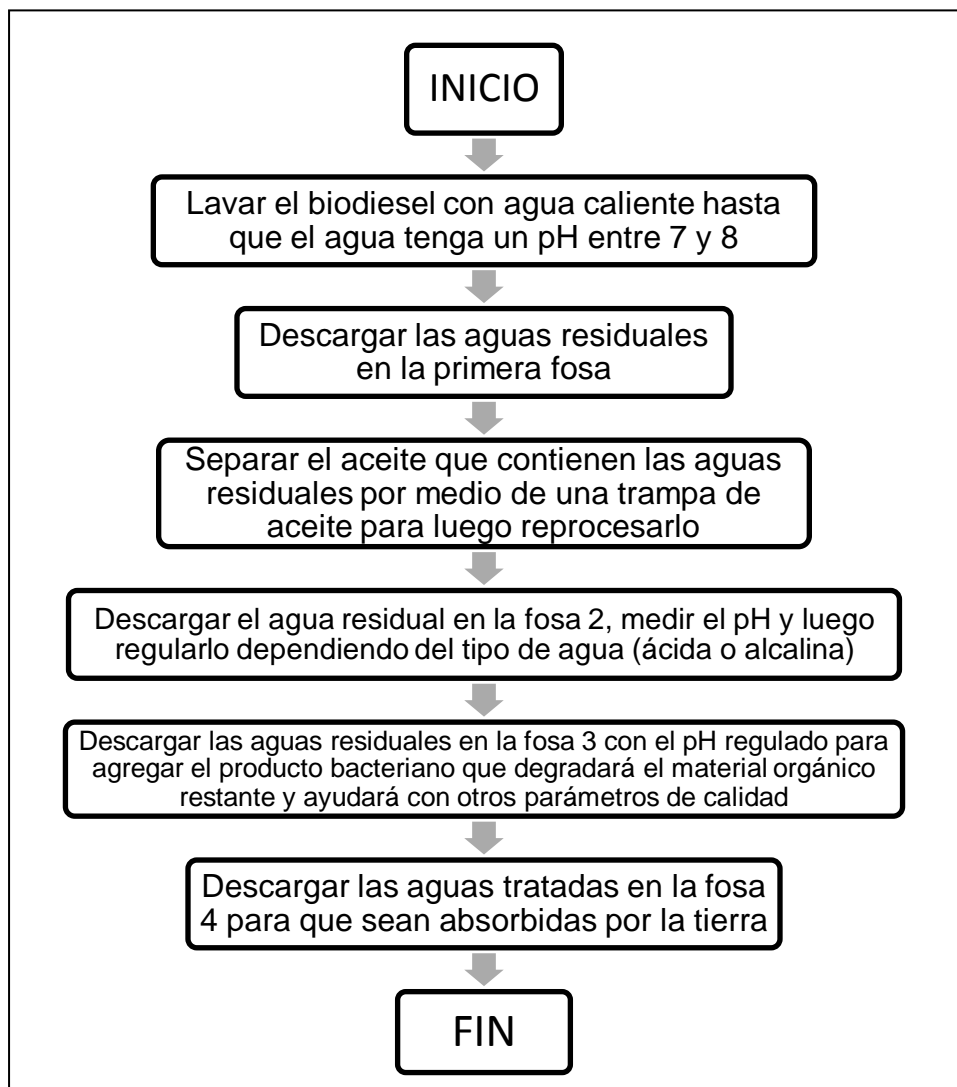 INICIO
Lavar el biodiesel con agua caliente hasta
que el agua tenga un pH entre 7 y 8
Descargar las aguas residuales
en la primera fosa
Separar el aceite que contienen las aguas
residuales por medio de una trampa de
aceite para luego reprocesarlo
Descargar el agua residual en la fosa 2, medir el pH y luego
regularlo dependiendo del tipo de agua (ácida o alcalina)
Descargar las aguas residuales en la fosa 3 con el pH regulado para
agregar el producto bacteriano que degradará el material orgánico
restante y ayudará con otros parámetros de calidad
Descargar las aguas tratadas en la fosa
4 para que sean absorbidas por la tierra
FIN